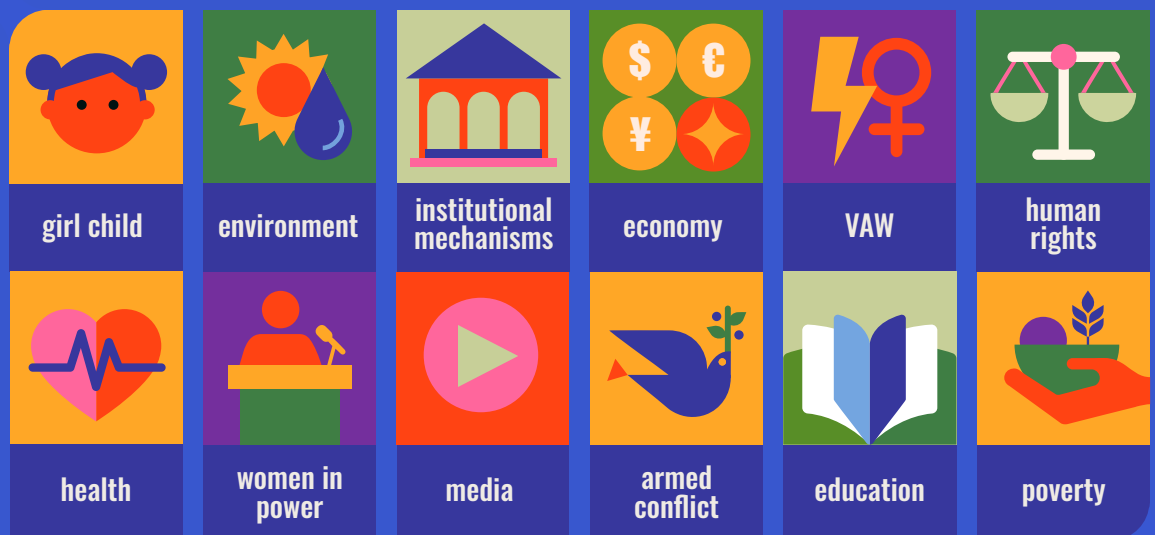 $ €
¥
girl child
environment
institutional
mechanisms
economy
VAW
human
rights
health
women in
power
media
armed
conflict
education
poverty